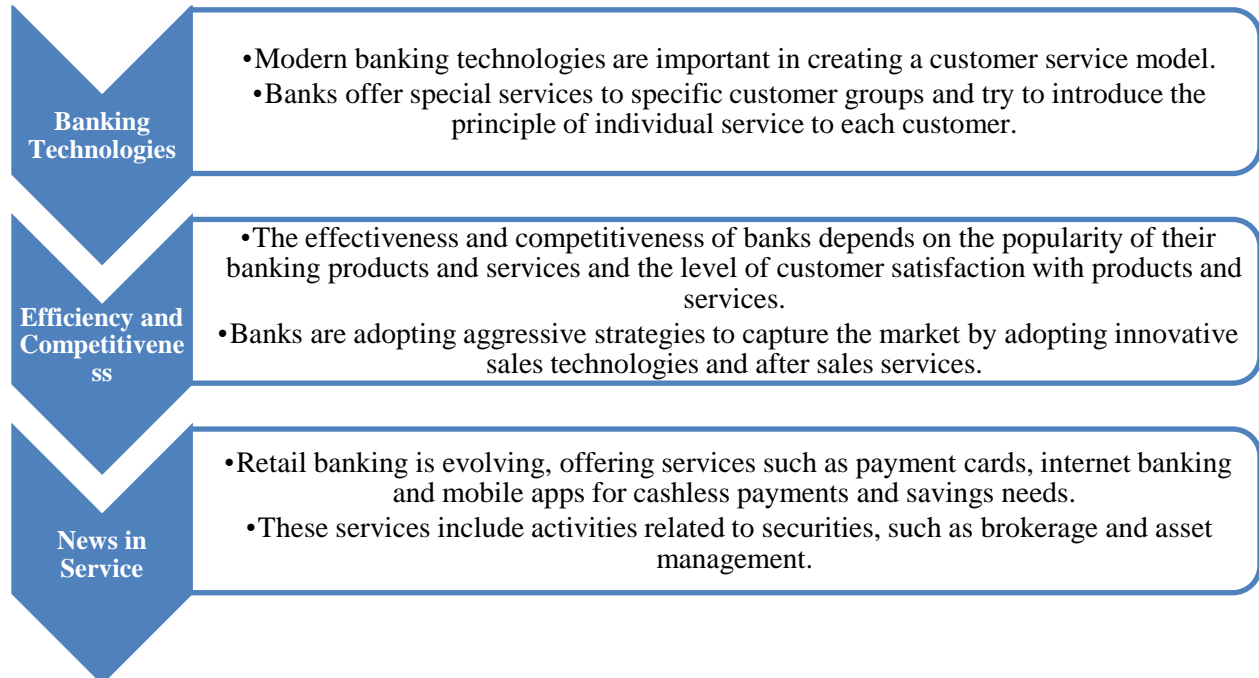 •Modern banking technologies are important in creating a customer service model.
•Banks offer special services to specific customer groups and try to introduce the
principle of individual service to each customer.
Banking
Technologies
•The effectiveness and competitiveness of banks depends on the popularity of their
banking products and services and the level of customer satisfaction with products and
services.
•Banks are adopting aggressive strategies to capture the market by adopting innovative
sales technologies and after sales services.
Efficiency and
Competitivene
ss
•Retail banking is evolving, offering services such as payment cards, internet banking
and mobile apps for cashless payments and savings needs.
•These services include activities related to securities, such as brokerage and asset
management.
News in
Service